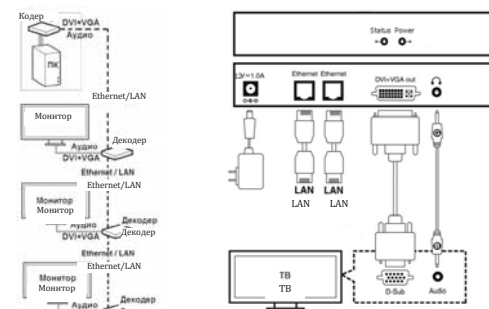 Кодер
DVI+VGA
Аудио
ПК
Ethernet/LAN
Монитор
Декодер
Аудио
DVI+VGA
Ethernet / LAN
Ethernet/LAN
Монитор
Монитор
Декодер
Аудио
Декодер
DVI+VGA
Ethernet / LAN
Ethernet/LAN
Монитор
Монитор
Декодер
Аудио
Status Power
12V=1.0A
Ethernet Ethernet
DVI+VGA out
LAN LAN
LAN LAN
ТВ
ТВ
D-Sub
Audio